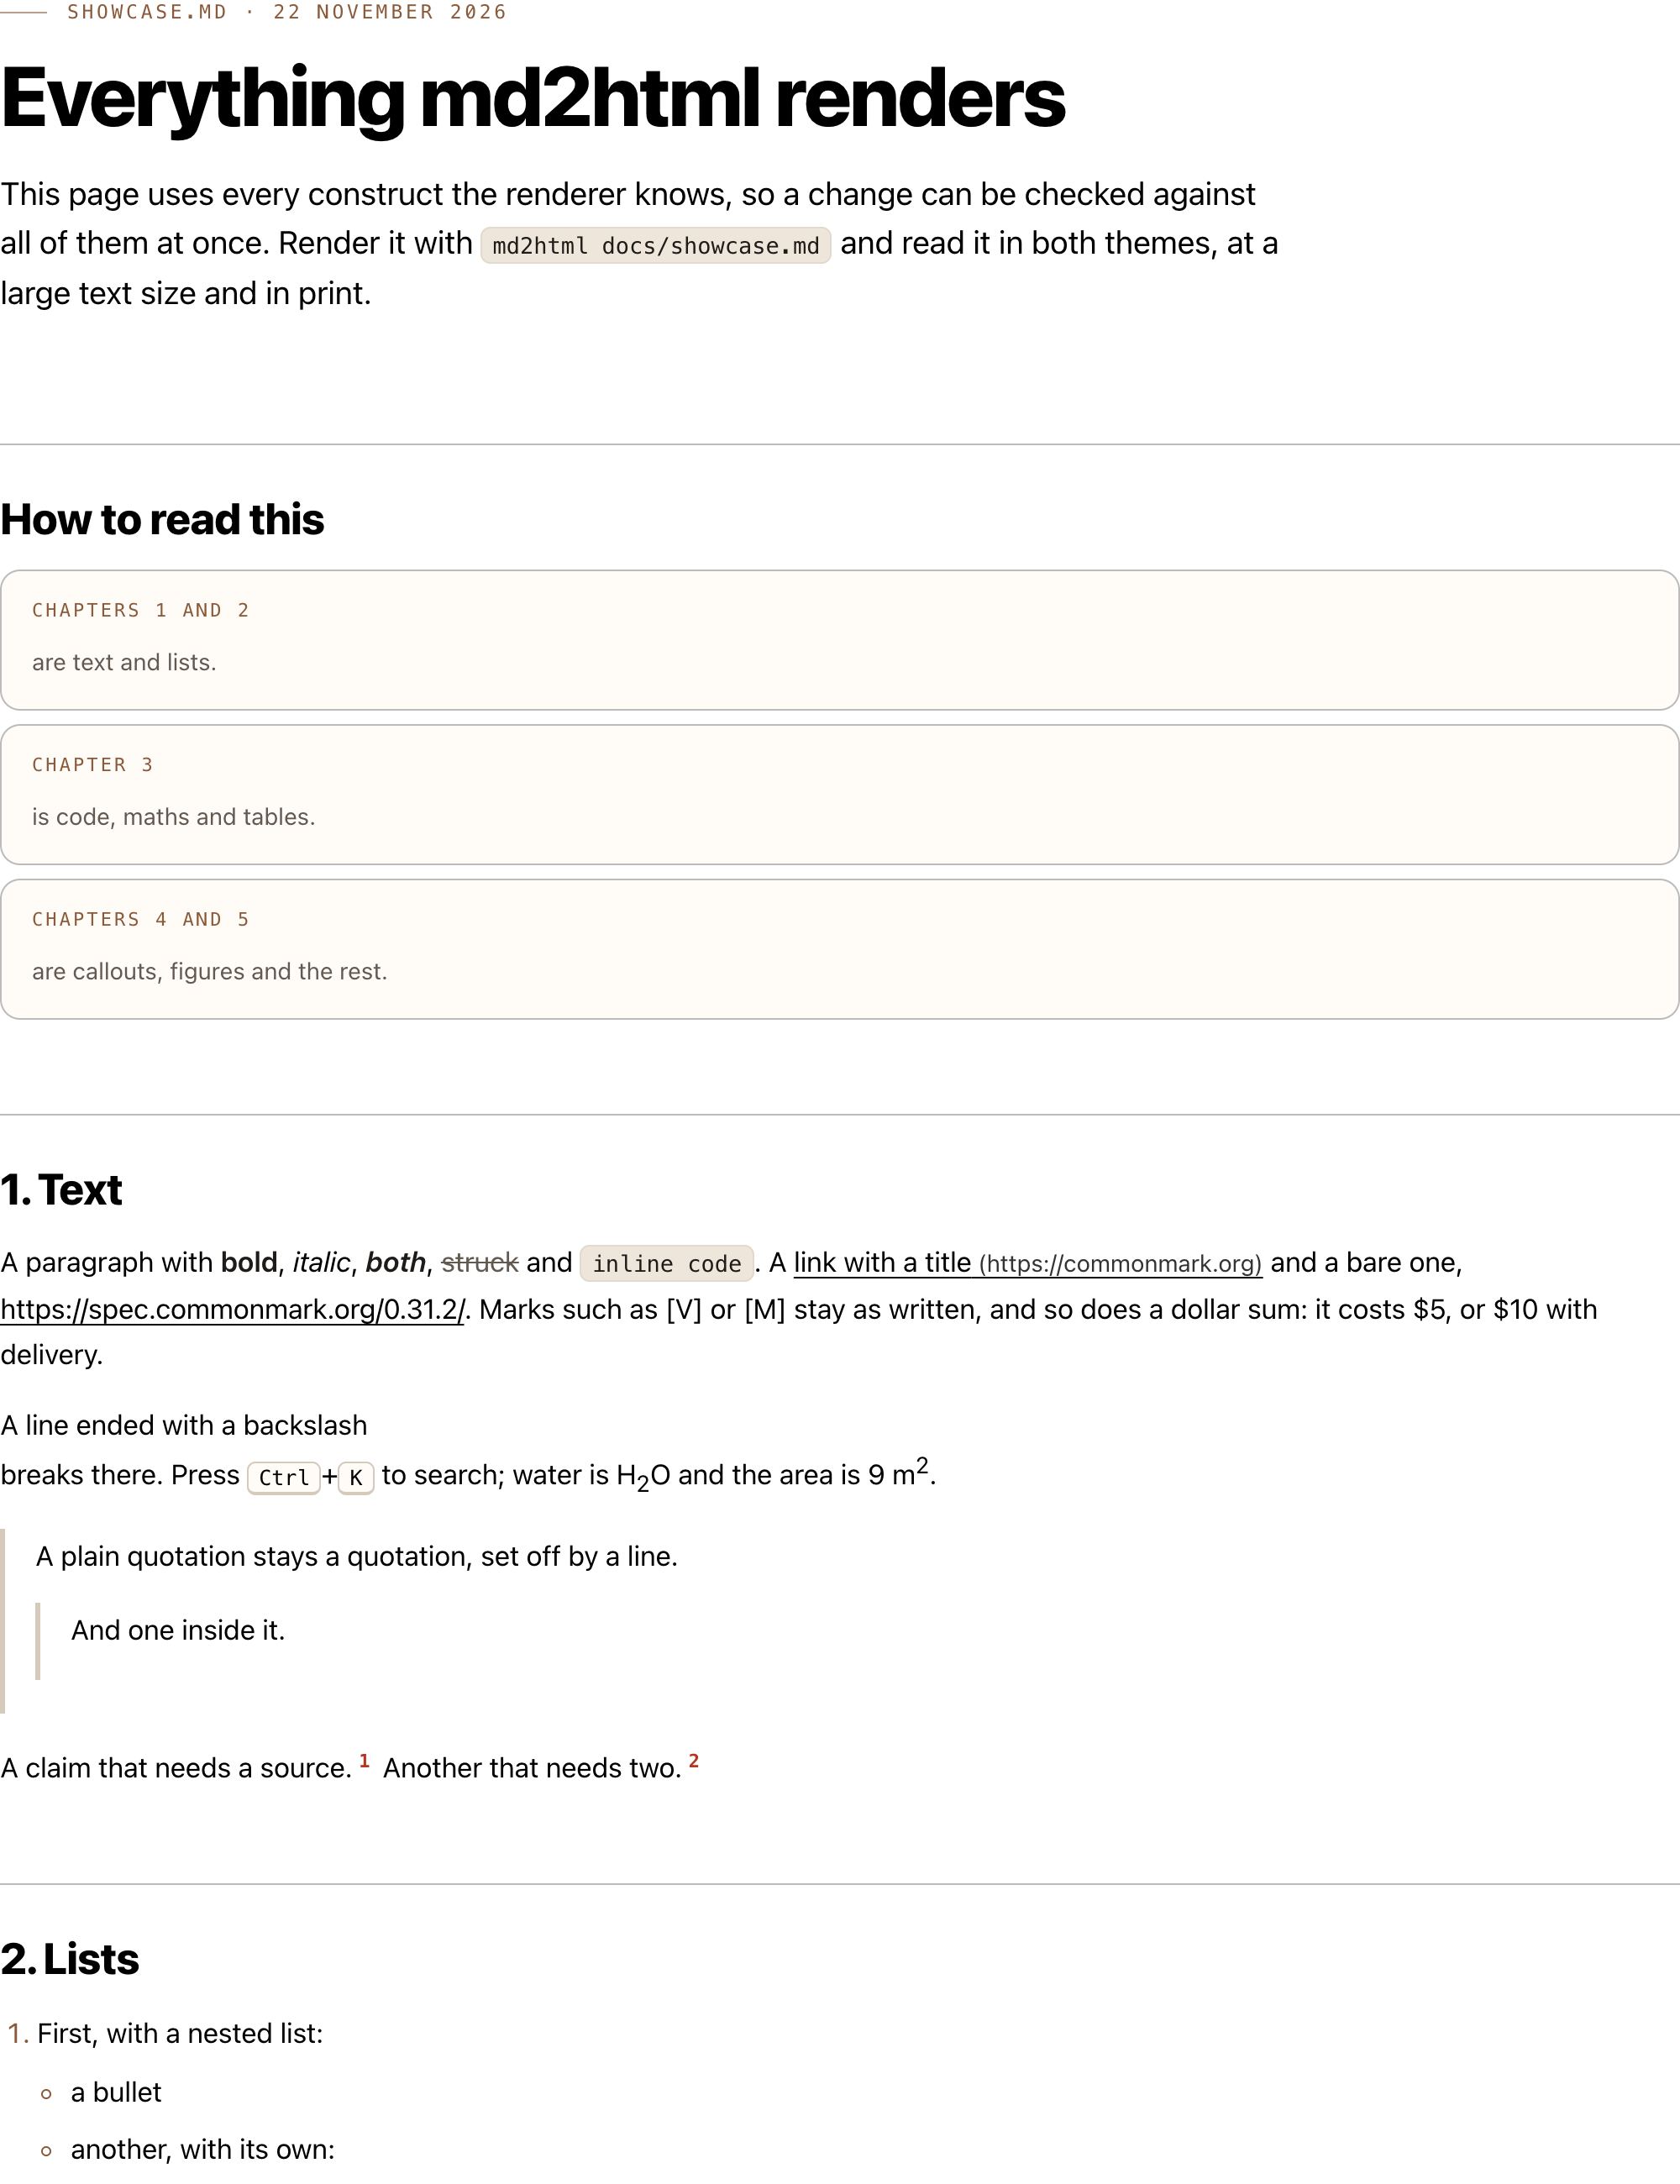 SHOWCASE.MD · 22 NOVEMBER 2026
Everything md2html renders
This page uses every construct the renderer knows, so a change can be checked against
all of them at once. Render it with md2html docs/showcase.md and read it in both themes, at a
large text size and in print.
How to read this
CHAPTERS 1 AND 2
are text and lists.
CHAPTER 3
is code, maths and tables.
CHAPTERS 4 AND 5
are callouts, figures and the rest.
1. Text
A paragraph with bold, italic, both, struck and inline code. A link with a title (https://commonmark.org) and a bare one,
https://spec.commonmark.org/0.31.2/. Marks such as [V] or [M] stay as written, and so does a dollar sum: it costs $5, or $10 with
delivery.
A line ended with a backslash
breaks there. Press Ctrl+K to search; water is H₂O and the area is 9 m².
A plain quotation stays a quotation, set off by a line.
And one inside it.
A claim that needs a source. 1 Another that needs two. 2
2. Lists
1. First, with a nested list:
◦ a bullet
◦ another, with its own: